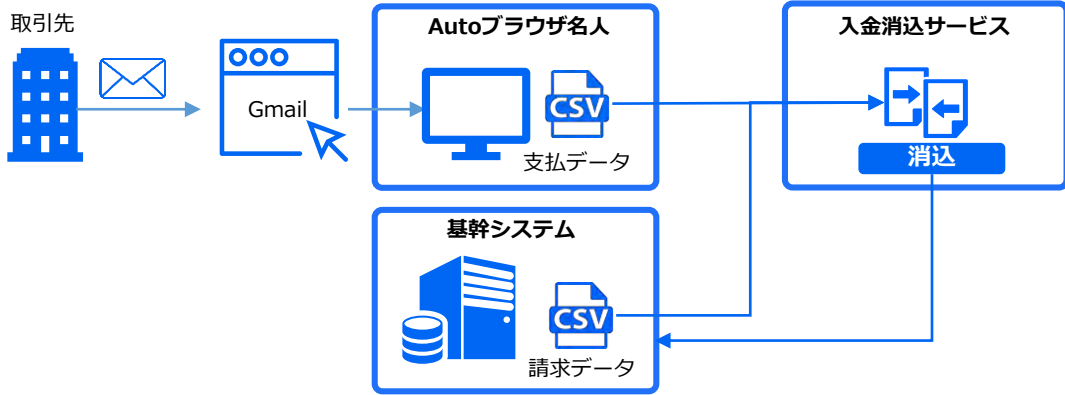 取引先
Gmail
Autoブラウザ名人
CSV
支払データ
入金消込サービス
消込
基幹システム
CSV
請求データ